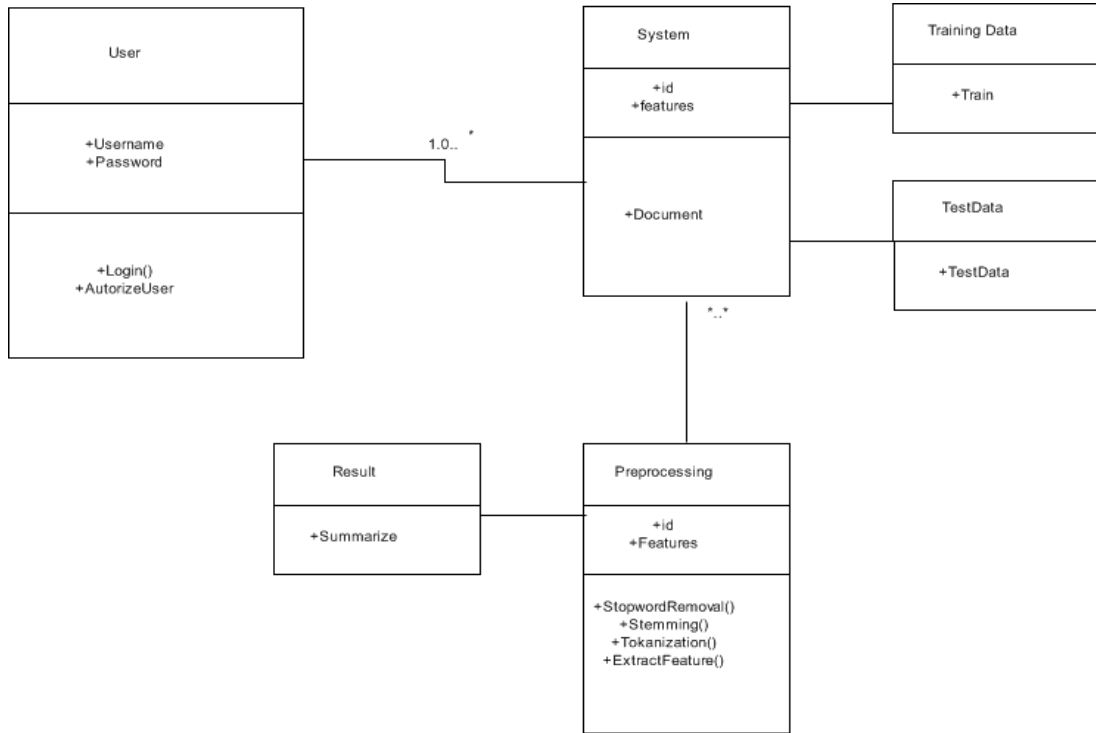 User
+Username
+Password
+Login()
+AutorizeUser
1.0.. *
System
+id
+features
+Document
Training Data
+Train
TestData
+TestData
*..*
Result
+Summarize
Preprocessing
+id
+Features
+StopwordRemoval()
+Stemming()
+Tokanization()
+ExtractFeature()